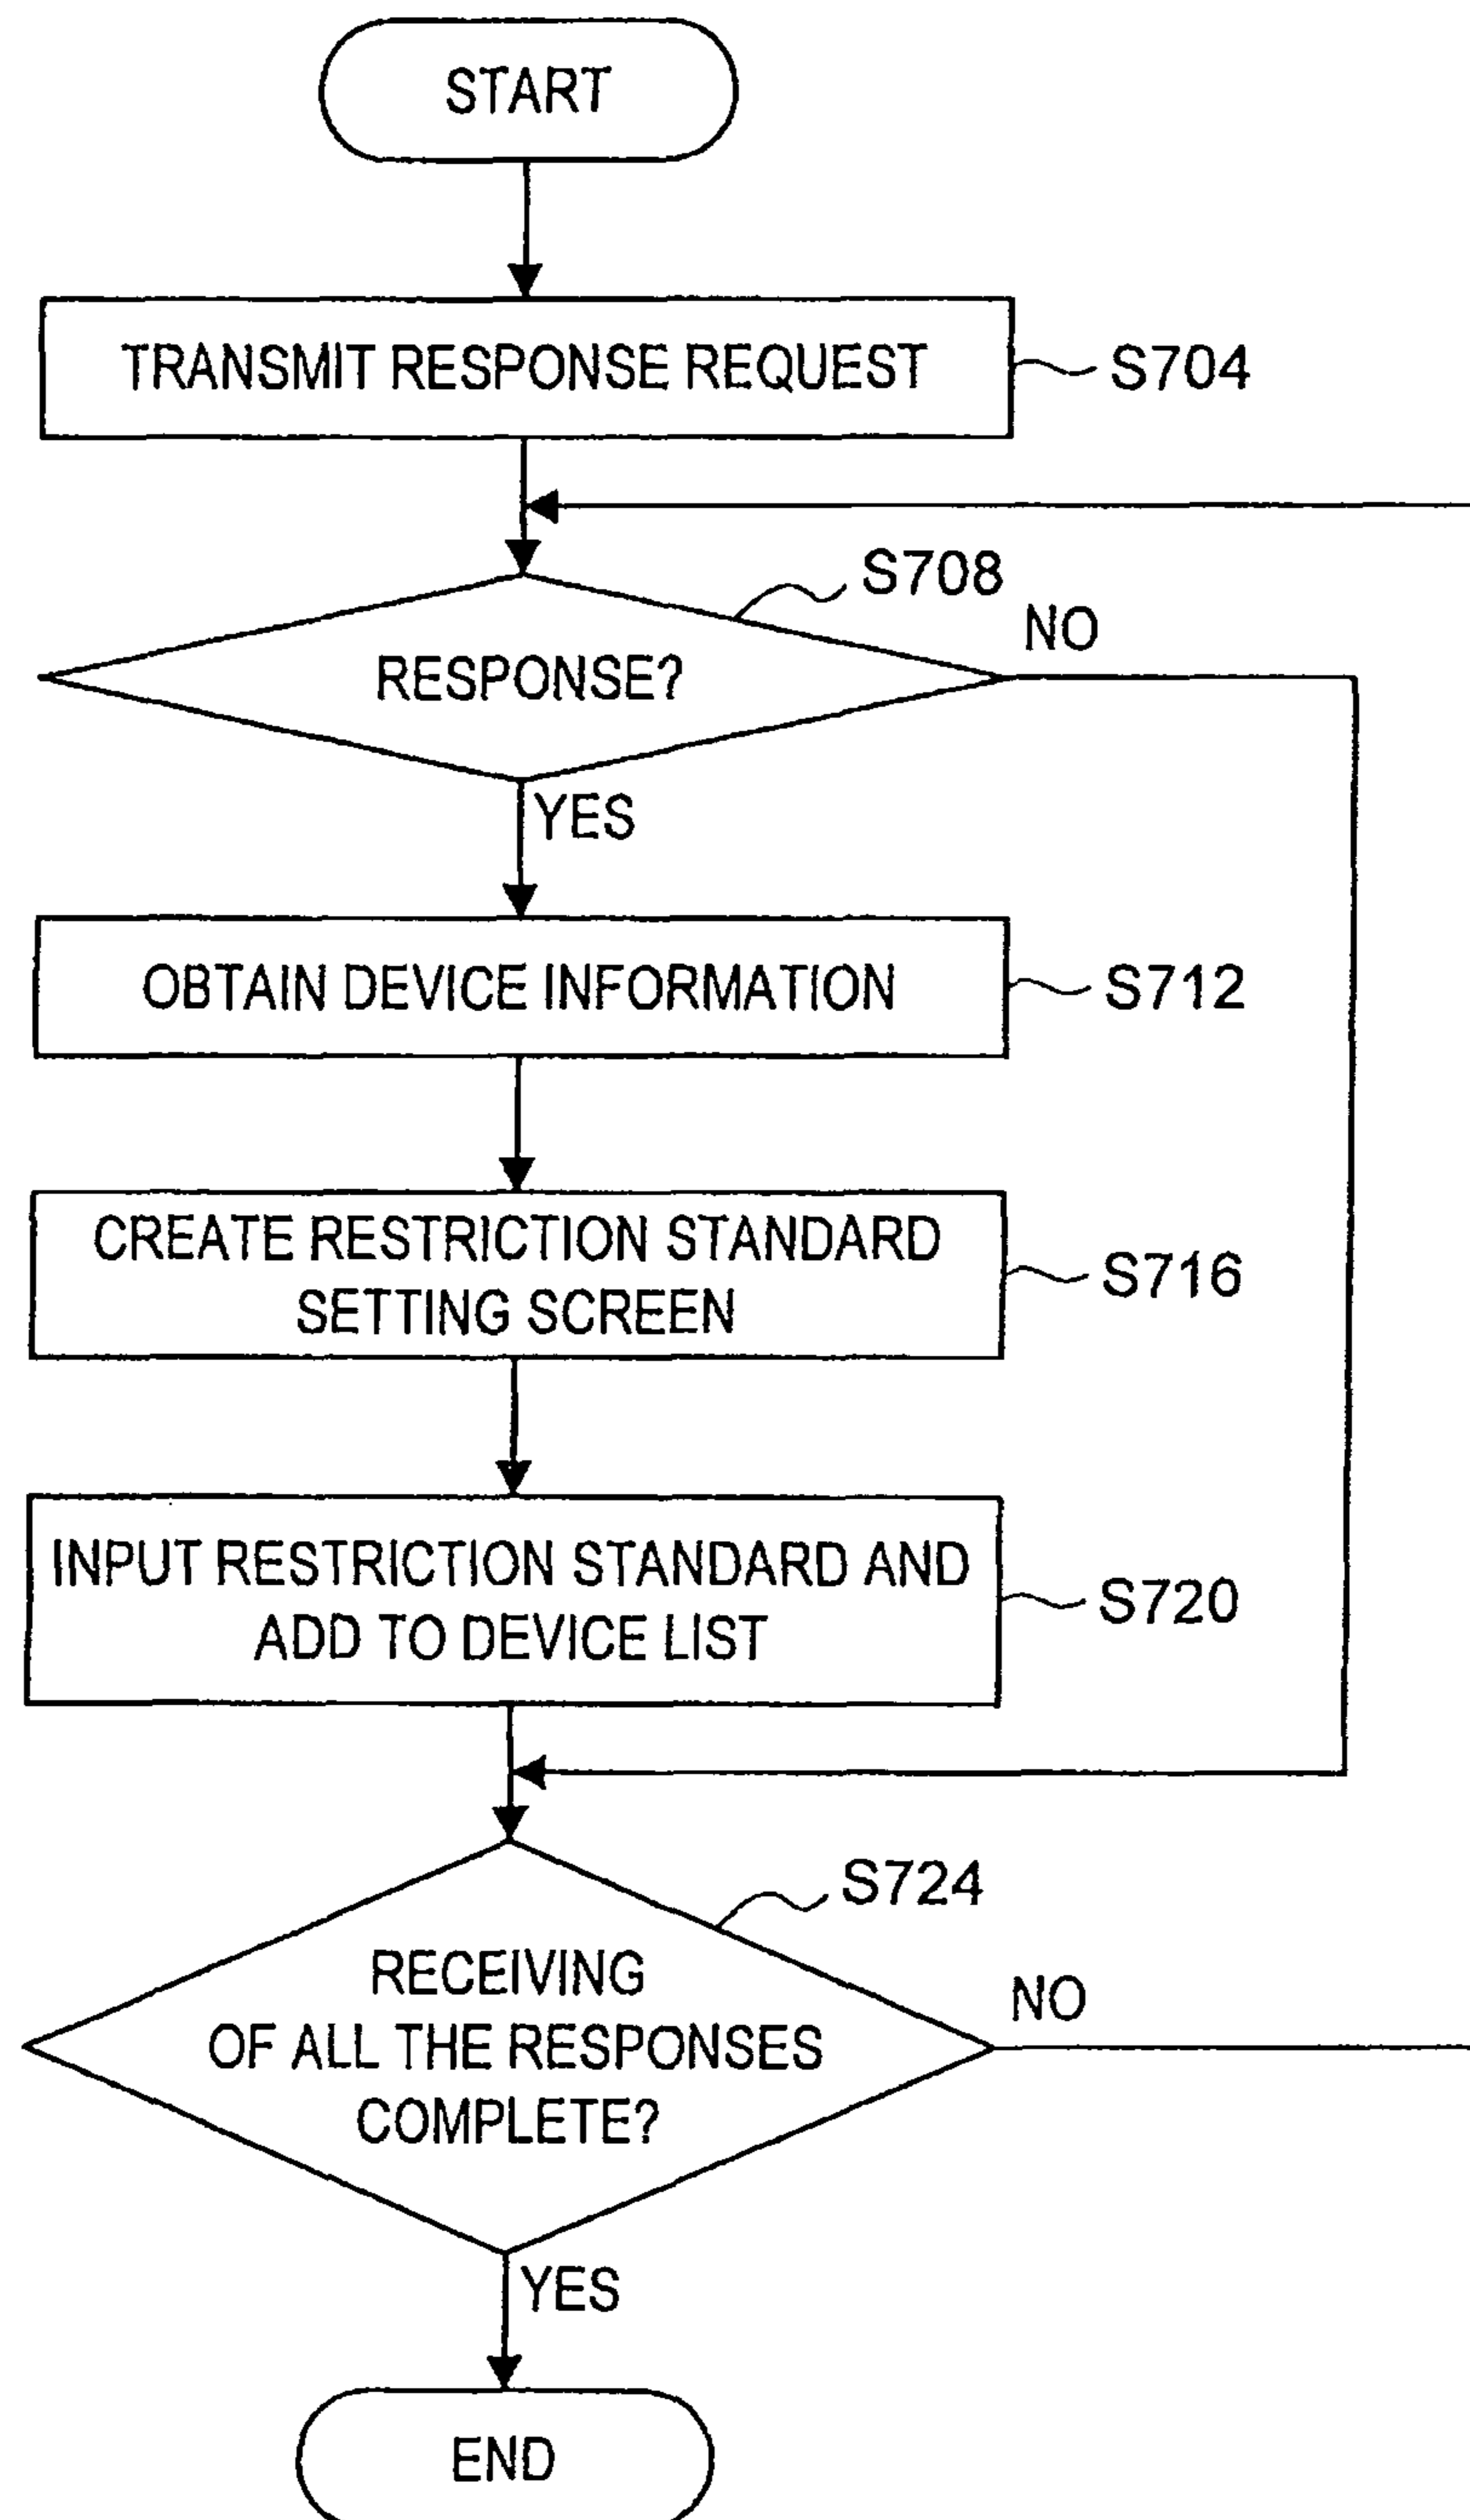 START
TRANSMIT RESPONSE REQUEST
S704
S708
NO
RESPONSE?
YES
OBTAIN DEVICE INFORMATION
S712
CREATE RESTRICTION STANDARD
SETTING SCREEN
S716
INPUT RESTRICTION STANDARD AND
ADD TO DEVICE LIST
S720
S724
RECEIVING
OF ALL THE RESPONSES
COMPLETE?
NO
YES
END